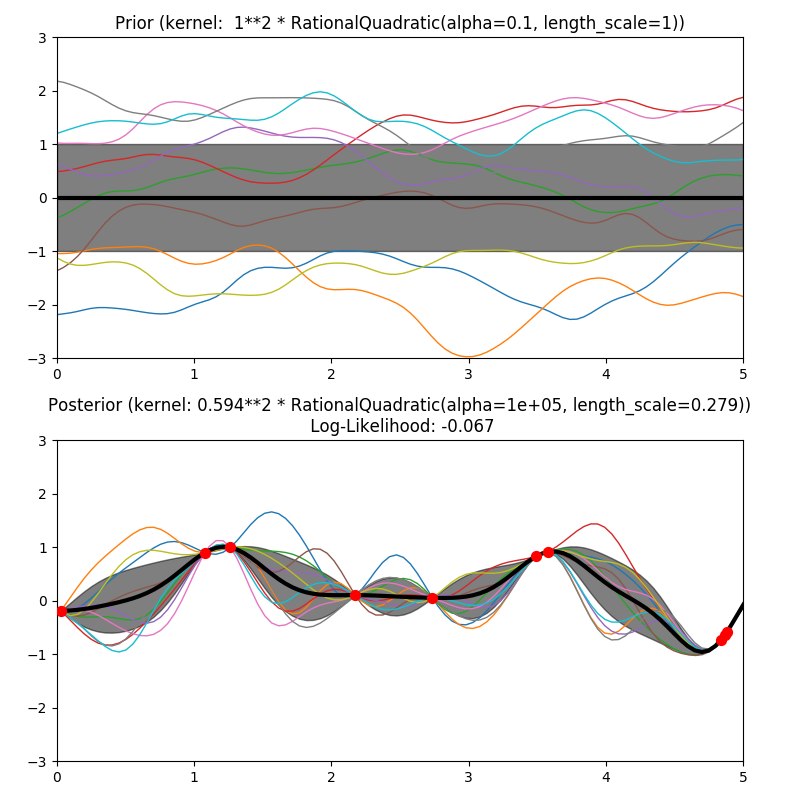 Prior (kernel:  1**2 * RationalQuadratic(alpha=0.1, length_scale=1))
3
2
1
0
−1
−2
−3
0 1 2 3 4 5
Posterior (kernel: 0.594**2 * RationalQuadratic(alpha=1e+05, length_scale=0.279))
Log-Likelihood: -0.067
3
2
1
0
−1
−2
−3
0 1 2 3 4 5